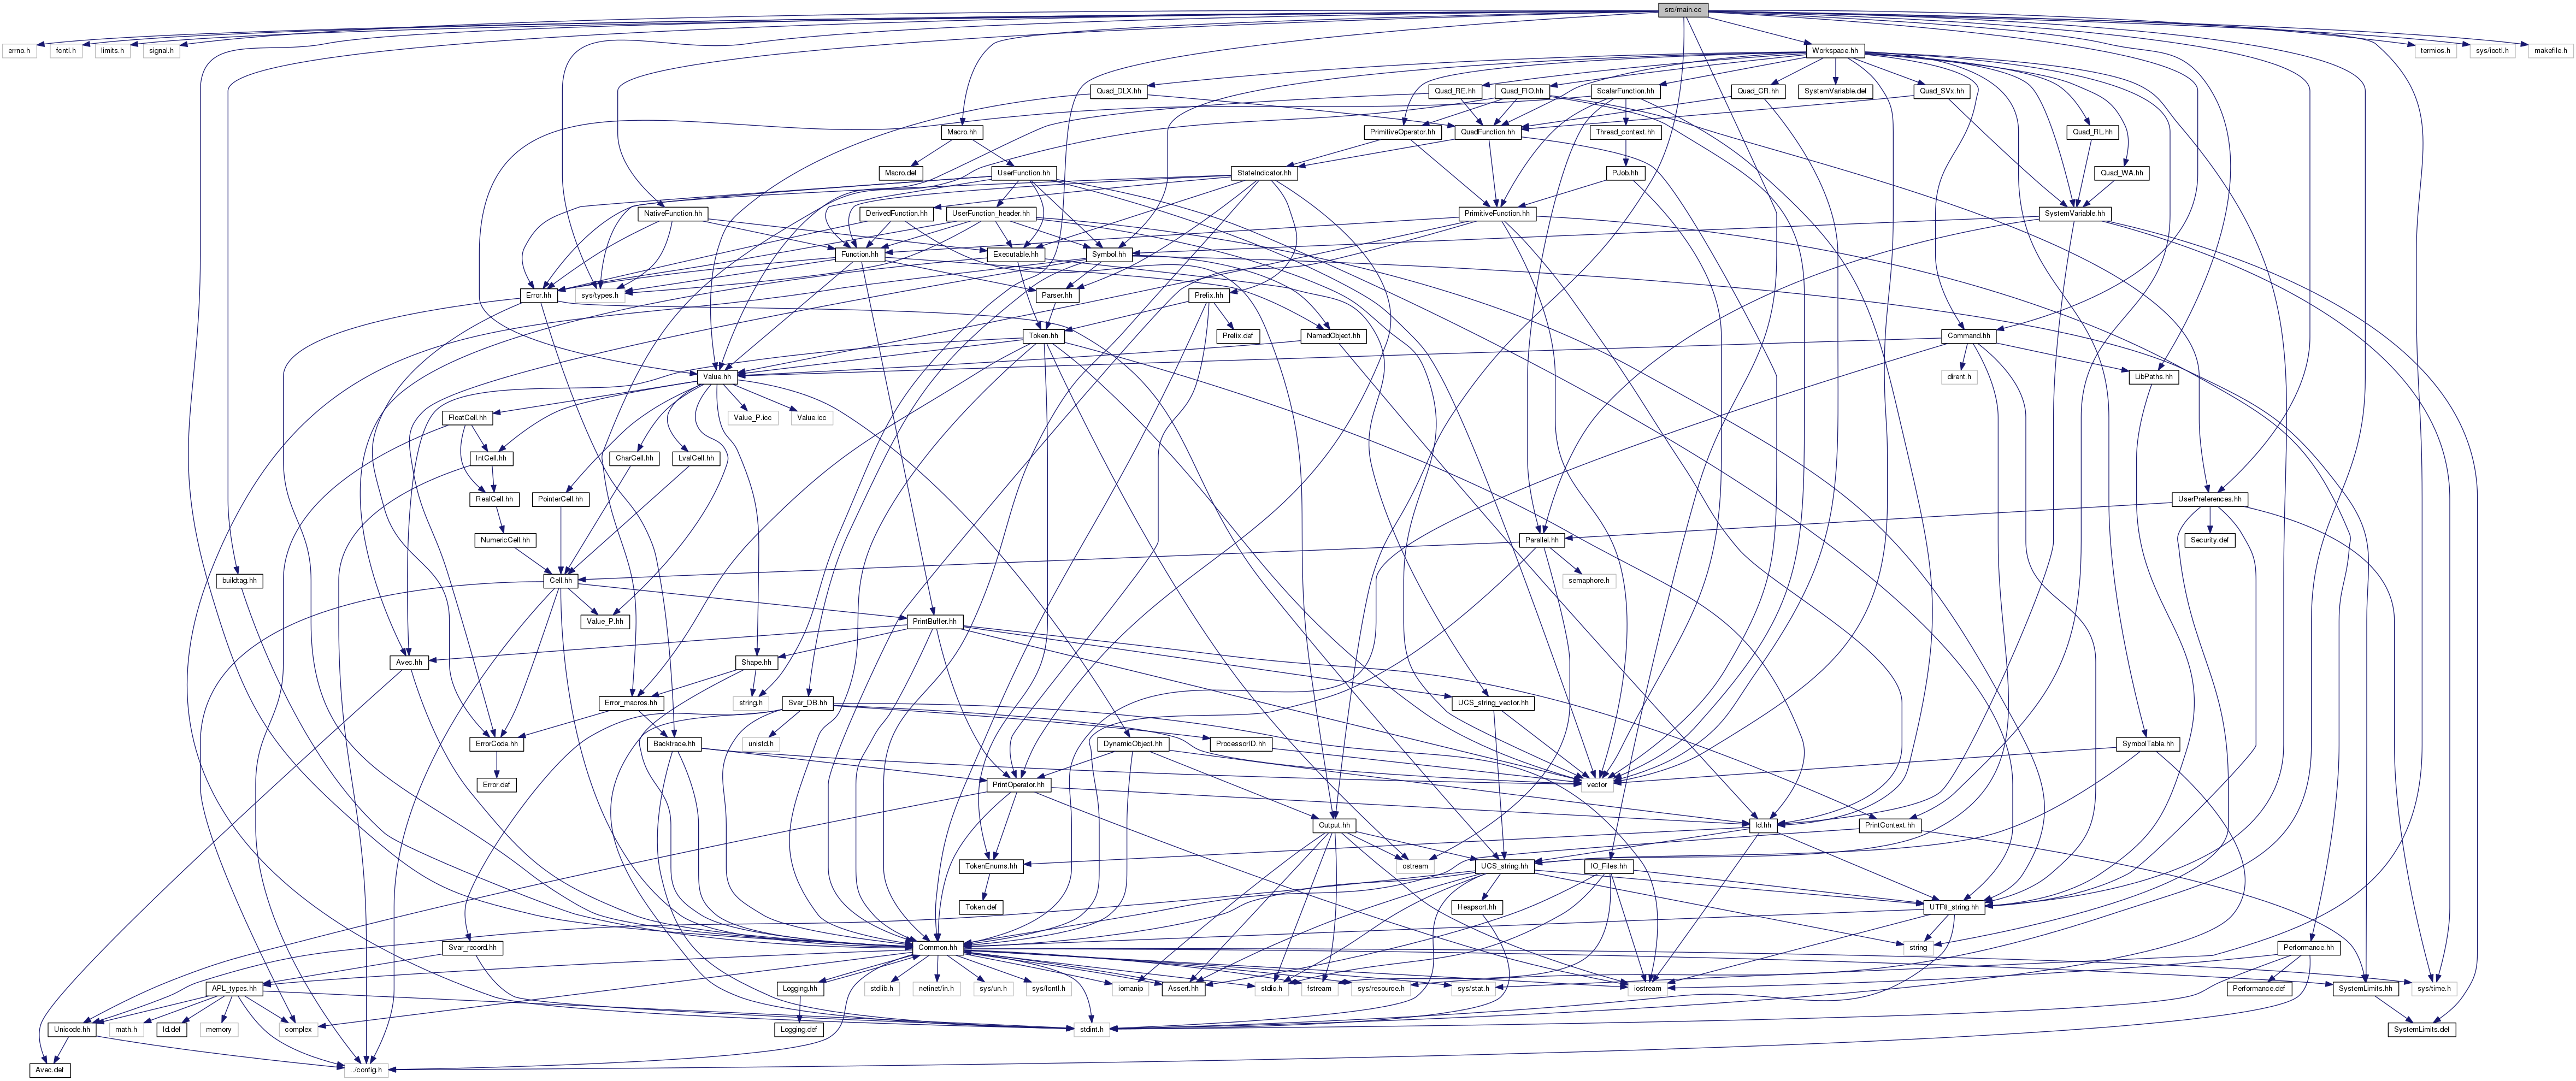 src/main.cc
errno.h
fcntl.h
limits.h
signal.h
Workspace.hh
termios.h
sys/ioctl.h
makefile.h
Quad_DLX.hh
Quad_RE.hh
Quad_FIO.hh
ScalarFunction.hh
Quad_CR.hh
SystemVariable.def
Quad_SVx.hh
Macro.hh
PrimitiveOperator.hh
QuadFunction.hh
Thread_context.hh
Quad_RL.hh
Macro.def
UserFunction.hh
StateIndicator.hh
PJob.hh
Quad_WA.hh
NativeFunction.hh
DerivedFunction.hh
UserFunction_header.hh
PrimitiveFunction.hh
SystemVariable.hh
Function.hh
Executable.hh
Symbol.hh
Error.hh
sys/types.h
Parser.hh
Prefix.hh
Token.hh
Prefix.def
NamedObject.hh
Command.hh
Value.hh
dirent.h
LibPaths.hh
FloatCell.hh
Value_P.icc
Value.icc
IntCell.hh
CharCell.hh
LvalCell.hh
RealCell.hh
PointerCell.hh
UserPreferences.hh
NumericCell.hh
Parallel.hh
Security.def
buildtag.hh
Cell.hh
semaphore.h
Value_P.hh
PrintBuffer.hh
Avec.hh
Shape.hh
Error_macros.hh
string.h
Svar_DB.hh
UCS_string_vector.hh
ErrorCode.hh
Backtrace.hh
unistd.h
DynamicObject.hh
ProcessorID.hh
SymbolTable.hh
Error.def
PrintOperator.hh
vector
Output.hh
Id.hh
PrintContext.hh
TokenEnums.hh
ostream
UCS_string.hh
IO_Files.hh
Token.def
Heapsort.hh
UTF8_string.hh
Svar_record.hh
Common.hh
string
Performance.hh
APL_types.hh
Logging.hh
stdlib.h
netinet/in.h
sys/un.h
sys/fcntl.h
iomanip
Assert.hh
stdio.h
fstream
sys/resource.h
sys/stat.h
iostream
Performance.def
SystemLimits.hh
sys/time.h
Unicode.hh
math.h
Id.def
memory
complex
Logging.def
stdint.h
SystemLimits.def
Avec.def
../config.h